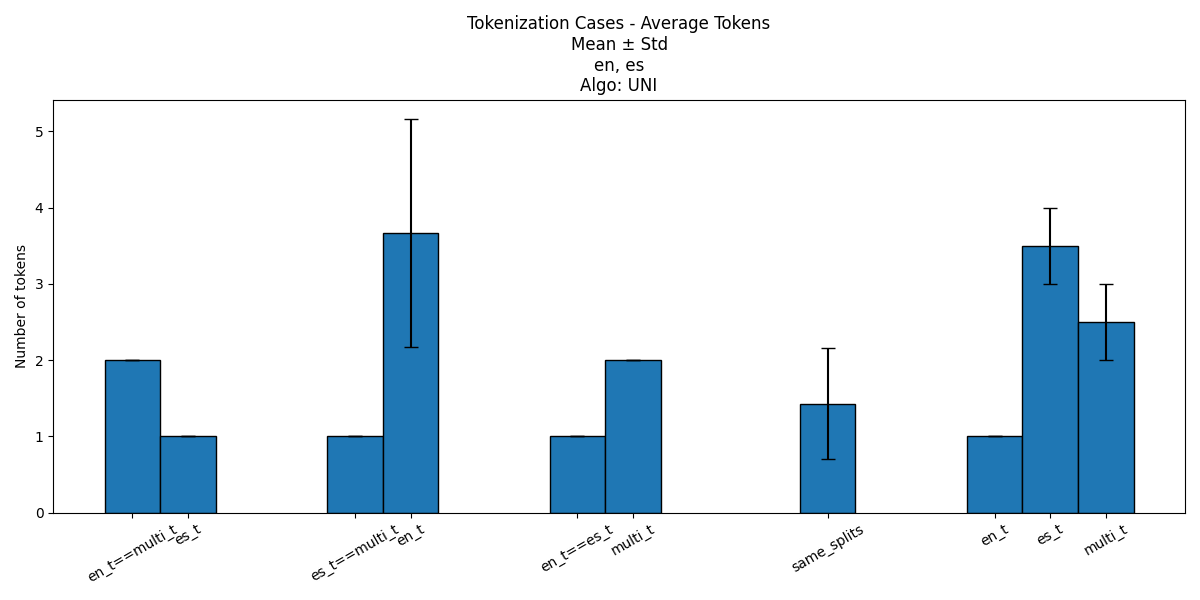 Tokenization Cases - Average Tokens
Mean ± Std
en, es
Algo: UNI
Number of tokens
5
4
3
2
1
0
en_t==multi_t
es_t
es_t==multi_t
en_t
en_t==es_t
multi_t
same_splits
en_t
es_t
multi_t